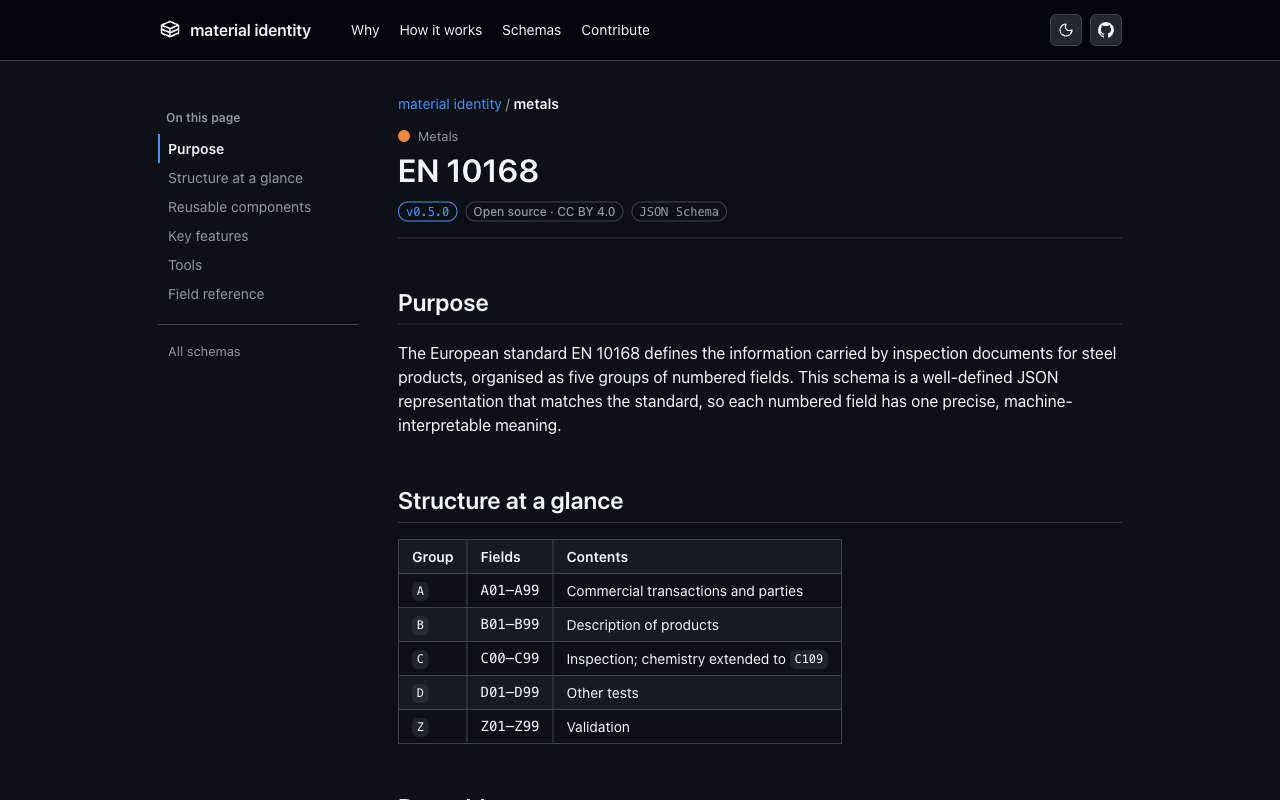 material identity
Why
How it works
Schemas
Contribute
On this page
Purpose
Structure at a glance
Reusable components
Key features
Tools
Field reference
All schemas
material identity / metals
Metals
EN 10168
v0.5.0
Open source · CC BY 4.0
JSON Schema
Purpose
The European standard EN 10168 defines the information carried by inspection documents for steel
products, organised as five groups of numbered fields. This schema is a well-defined JSON
representation that matches the standard, so each numbered field has one precise, machine-
interpretable meaning.
Structure at a glance
Group Fields Contents
A A01–A99 Commercial transactions and parties
B B01–B99 Description of products
C C00–C99 Inspection; chemistry extended to C109
D D01–D99 Other tests
Z Z01–Z99 Validation